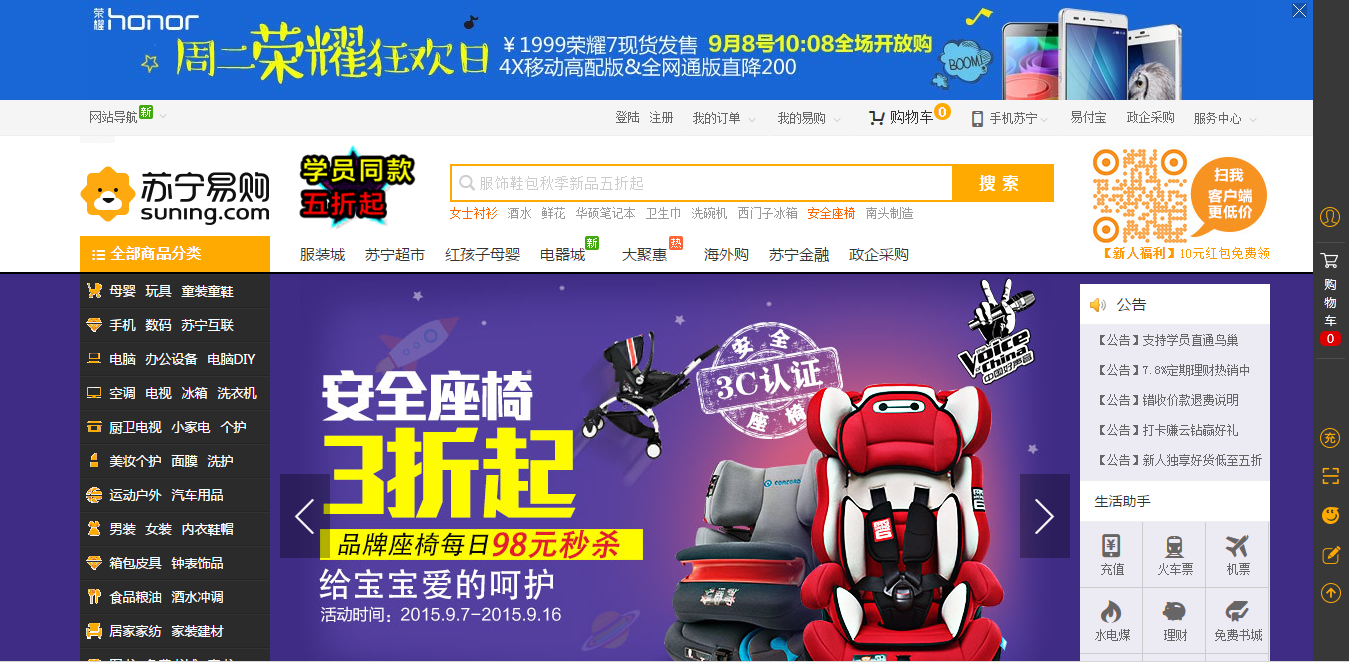 荣耀 honor
周二荣耀狂欢日
¥1999荣耀7现货发售 9月8号10:08全场开放购
4X移动高配版&全网通版直降200
BOOM!
网站导航 新
登陆 注册 我的订单 我的易购 购物车 0 手机苏宁 易付宝 政企采购 服务中心
苏宁易购
suning.com
学员同款
五折起
服饰鞋包秋季新品五折起
搜 索
女士衬衫 酒水 鲜花 华硕笔记本 卫生巾 洗碗机 西门子冰箱 安全座椅 南头制造
扫我
客户端
更低价
【新人福利】10元红包免费领
全部商品分类
服装城 苏宁超市 红孩子母婴 电器城 新 大聚惠 热 海外购 苏宁金融 政企采购
母婴 玩具 童装童鞋
手机 数码 苏宁互联
电脑 办公设备 电脑DIY
空调 电视 冰箱 洗衣机
厨卫电视 小家电 个护
美妆个护 面膜 洗护
运动户外 汽车用品
男装 女装 内衣鞋帽
箱包皮具 钟表饰品
食品粮油 酒水冲调
居家家纺 家装建材
安全座椅
3折起
品牌座椅每日98元秒杀
给宝宝爱的呵护
活动时间：2015.9.7-2015.9.16
安全
3C认证
座椅
Voice
China
中国好声音
CONCORD
公告
【公告】支持学员直通鸟巢
【公告】7.8%定期理财热销中
【公告】错收价款退费说明
【公告】打卡赚云钻赢好礼
【公告】新人独享好货低至五折
生活助手
充值 火车票 机票
水电煤 理财 免费书城
购
物
车
0
充